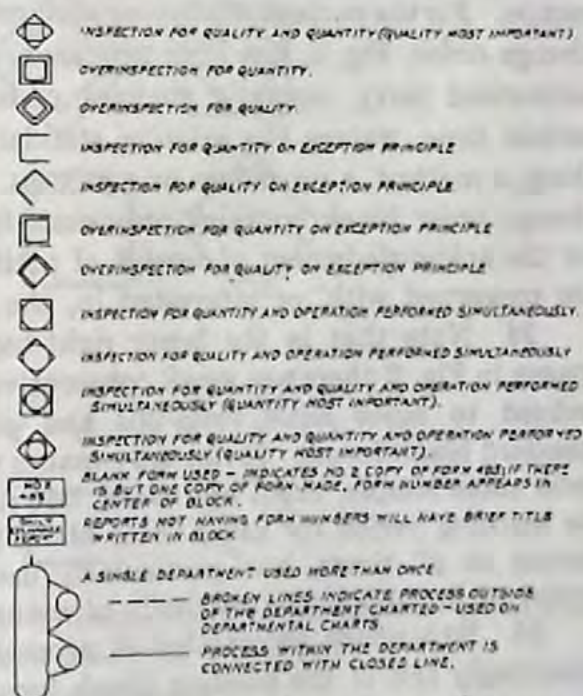 INSPECTION FOR QUALITY AND QUANTITY (QUALITY MOST IMPORTANT)
OVERINSPECTION FOR QUANTITY.
OVERINSPECTION FOR QUALITY.
INSPECTION FOR QUANTITY ON EXCEPTION PRINCIPLE
INSPECTION FOR QUALITY ON EXCEPTION PRINCIPLE.
OVERINSPECTION FOR QUANTITY ON EXCEPTION PRINCIPLE
OVERINSPECTION FOR QUALITY ON EXCEPTION PRINCIPLE
INSPECTION FOR QUANTITY AND OPERATION PERFORMED SIMULTANEOUSLY.
INSPECTION FOR QUALITY AND OPERATION PERFORMED SIMULTANEOUSLY
INSPECTION FOR QUANTITY AND QUALITY AND OPERATION PERFORMED
SIMULTANEOUSLY (QUANTITY MOST IMPORTANT).
INSPECTION FOR QUALITY AND QUANTITY AND OPERATION PERFORMED
SIMULTANEOUSLY (QUALITY MOST IMPORTANT).
NO 2
485
BLANK FORM USED - INDICATES NO 2 COPY OF FORM 485; IF THERE
IS BUT ONE COPY OF FORM MADE, FORM NUMBER APPEARS IN
CENTER OF BLOCK.
DAILY
REPORT
REPORTS NOT HAVING FORM NUMBERS WILL HAVE BRIEF TITLE
WRITTEN IN BLOCK
A SINGLE DEPARTMENT USED MORE THAN ONCE.
BROKEN LINES INDICATE PROCESS OUTSIDE
OF THE DEPARTMENT CHARTED - USED ON
DEPARTMENTAL CHARTS.
PROCESS WITHIN THE DEPARTMENT IS
CONNECTED WITH CLOSED LINE.